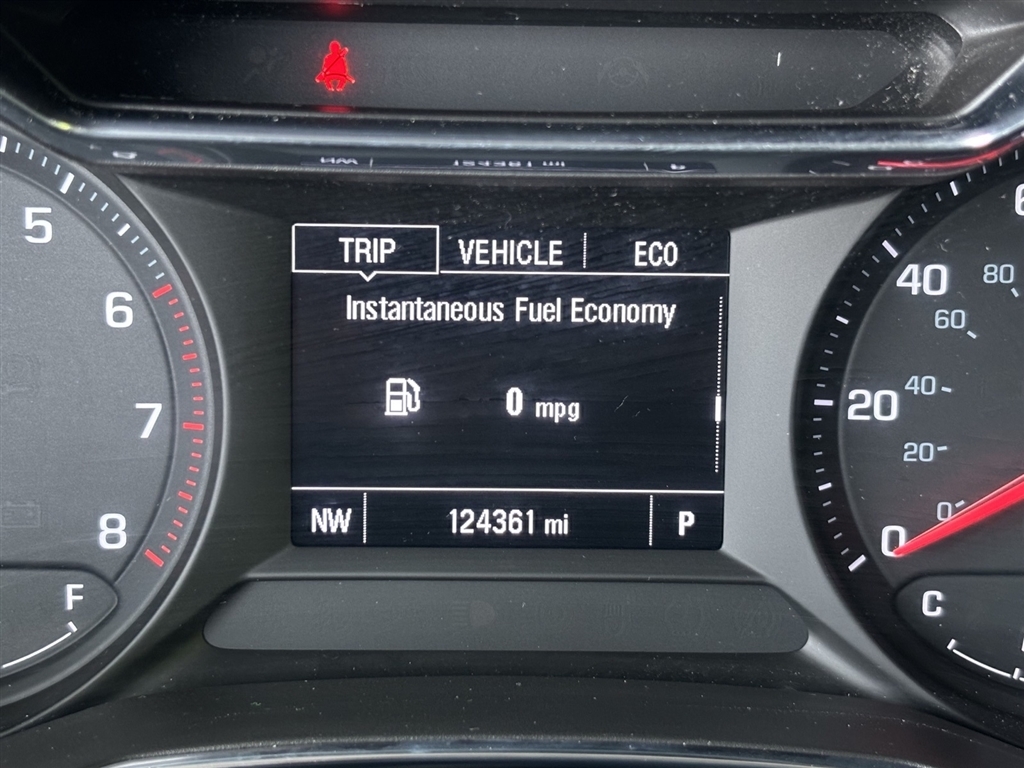 TRIP VEHICLE ECO
Instantaneous Fuel Economy
0 mpg
NW 124361 mi P
5
6
7
8
F
40
20
0
80
60
40
20
0
C